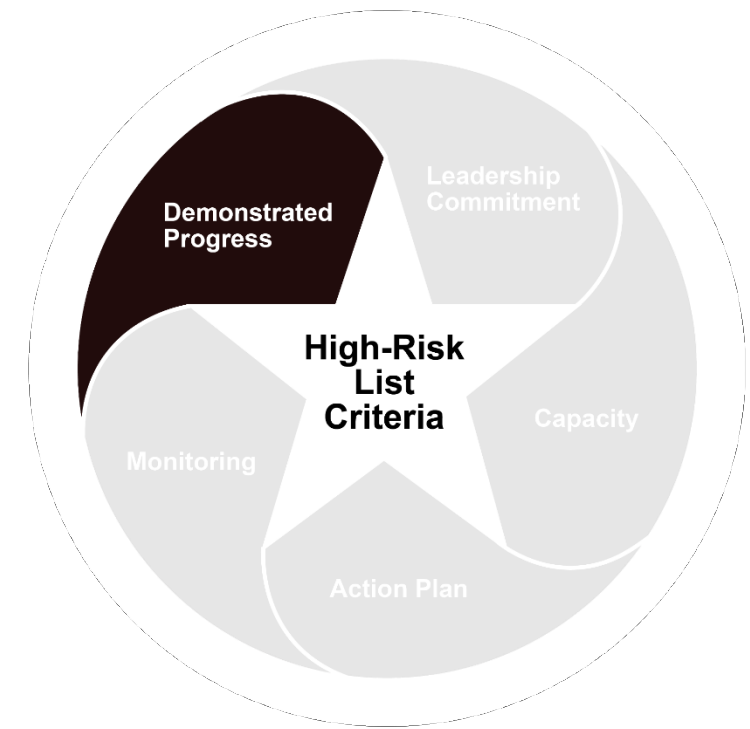 Leadership
Commitment
Demonstrated
Progress
High-Risk
List
Criteria
Capacity
Monitoring
Action Plan